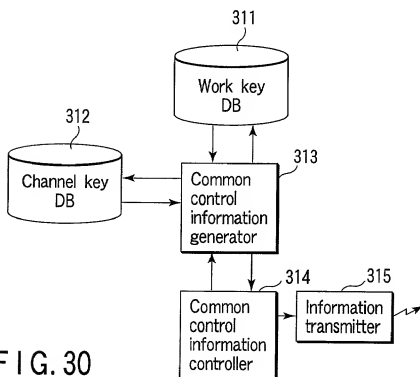 311
Work key
DB
312
Channel key
DB
313
Common
control
information
generator
314
Common
control
information
controller
315
Information
transmitter
FIG. 30